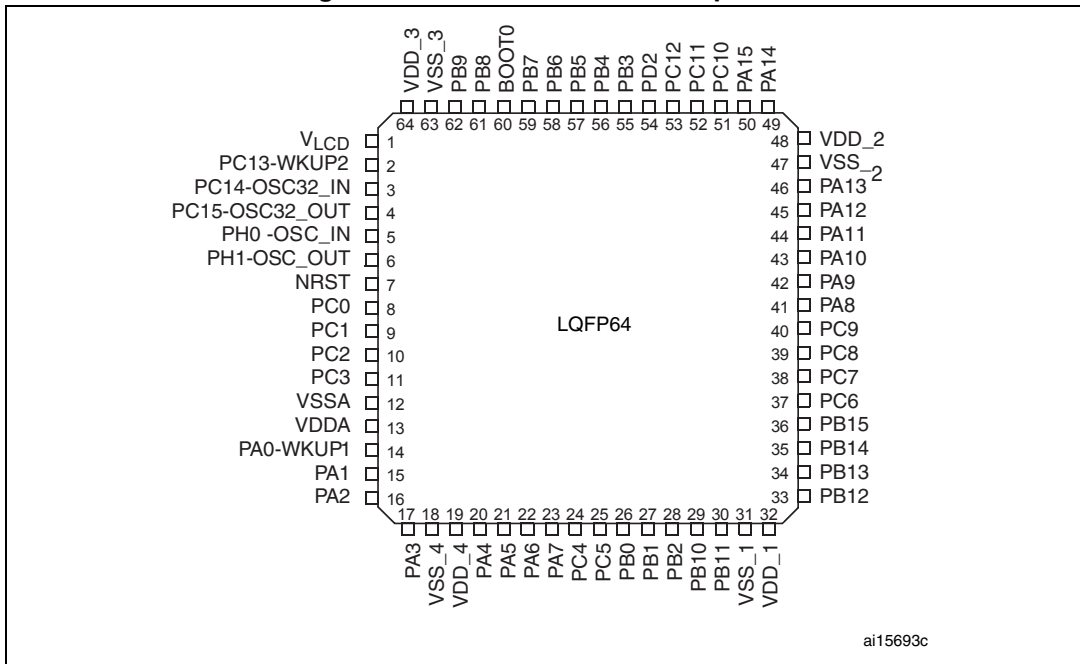 VDD_3
VSS_3
PB9
PB8
BOOT0
PB7
PB6
PB5
PB4
PB3
PD2
PC12
PC11
PC10
PA15
PA14
64 63 62 61 60 59 58 57 56 55 54 53 52 51 50 49
VLCD 1
PC13-WKUP2 2
PC14-OSC32_IN 3
PC15-OSC32_OUT 4
PH0 -OSC_IN 5
PH1-OSC_OUT 6
NRST 7
PC0 8
PC1 9
PC2 10
PC3 11
VSSA 12
VDDA 13
PA0-WKUP1 14
PA1 15
PA2 16
LQFP64
48 VDD_2
47 VSS_2
46 PA13
45 PA12
44 PA11
43 PA10
42 PA9
41 PA8
40 PC9
39 PC8
38 PC7
37 PC6
36 PB15
35 PB14
34 PB13
33 PB12
17 18 19 20 21 22 23 24 25 26 27 28 29 30 31 32
PA3
VSS_4
VDD_4
PA4
PA5
PA6
PA7
PC4
PC5
PB0
PB1
PB2
PB10
PB11
VSS_1
VDD_1
ai15693c